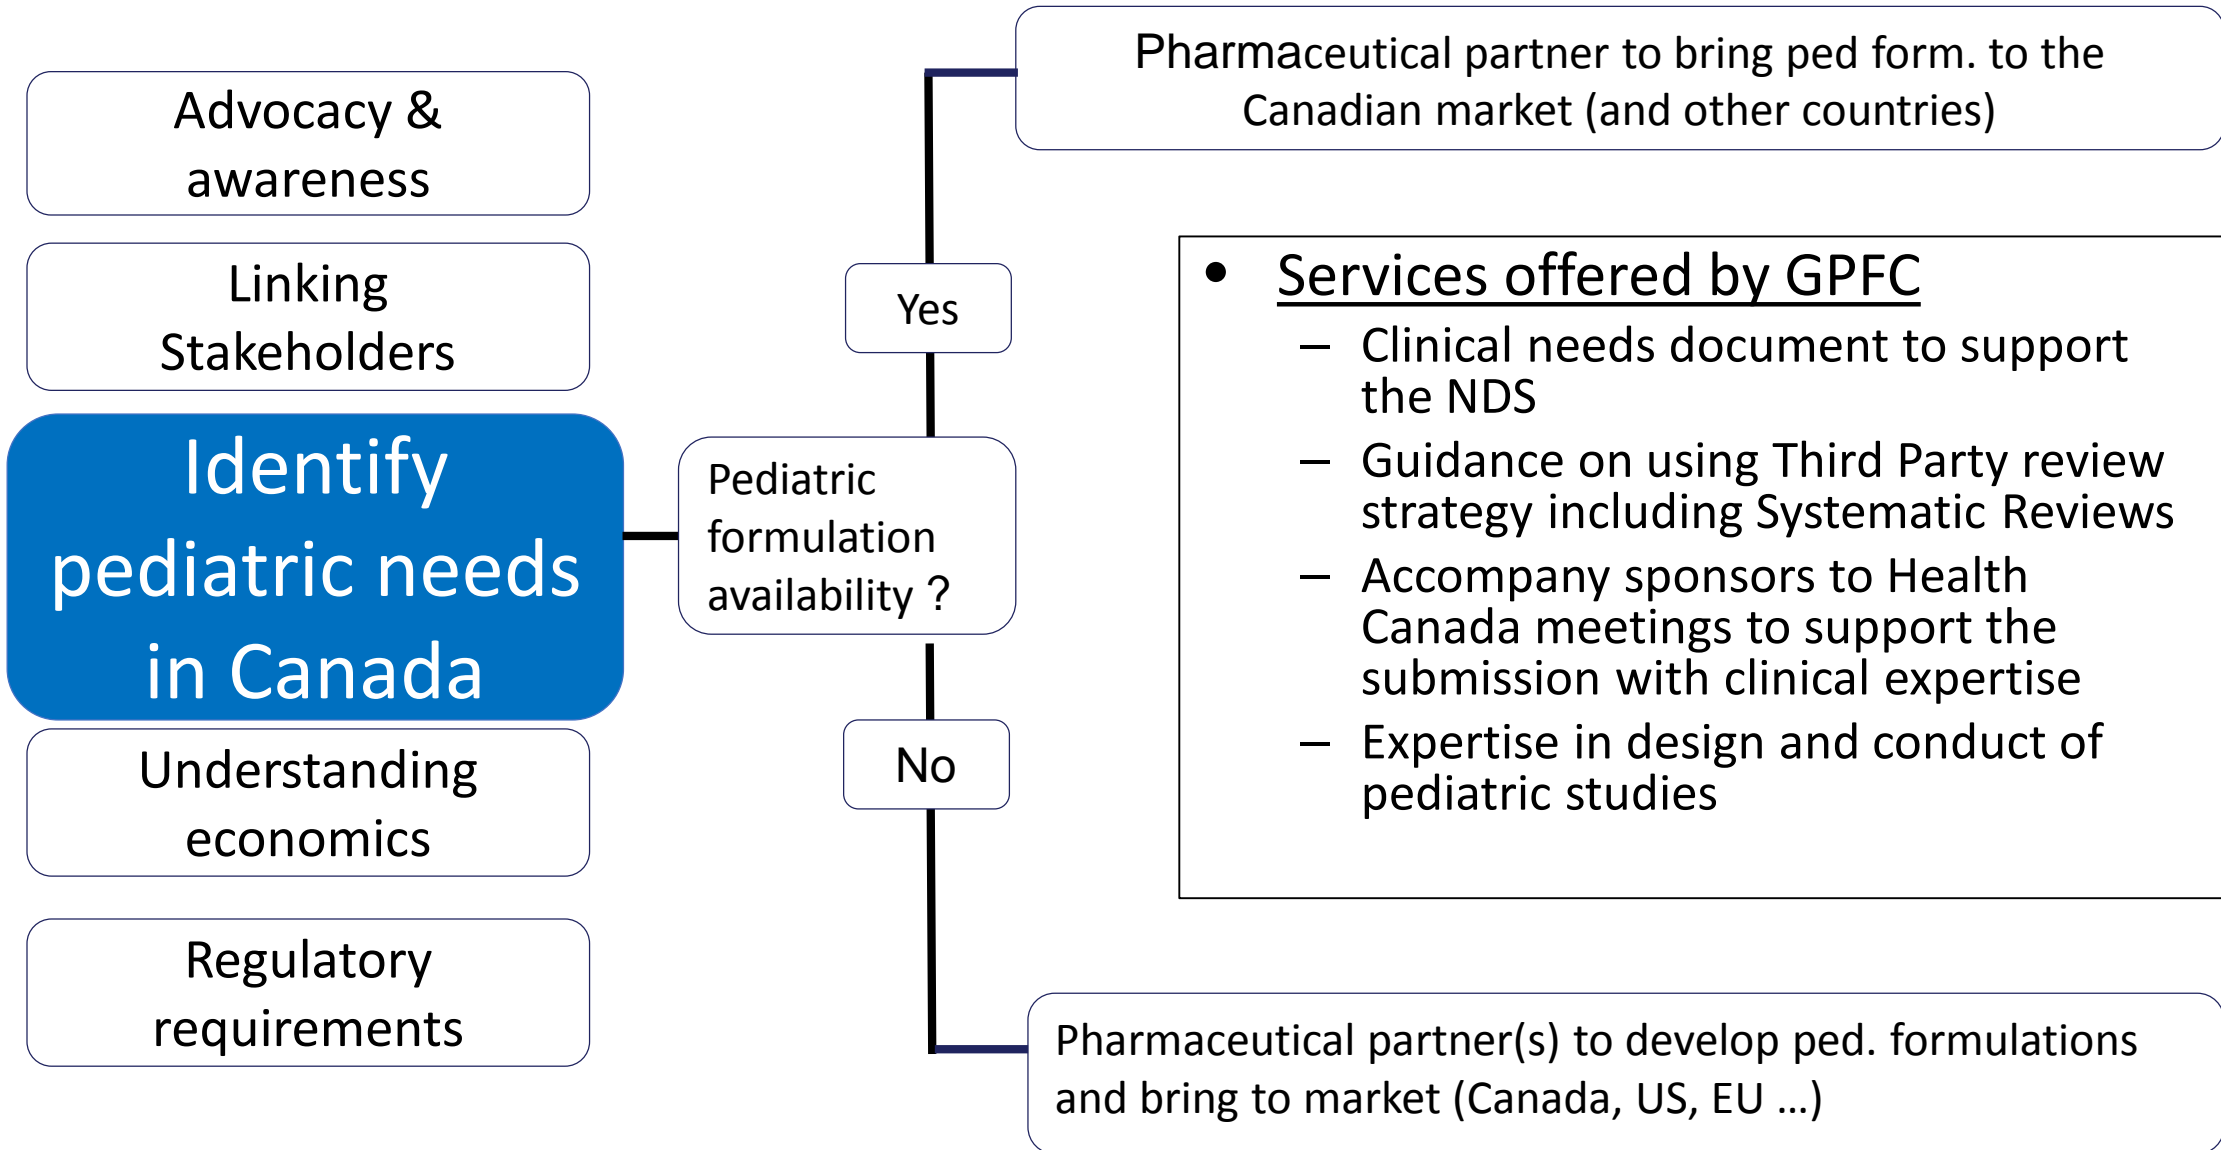 Advocacy &
awareness
Linking
Stakeholders
Identify
pediatric needs
in Canada
Understanding
economics
Regulatory
requirements
Pediatric
formulation
availability ?
Yes
No
Pharmaceutical partner to bring ped form. to the
Canadian market (and other countries)
• Services offered by GPFC
– Clinical needs document to support
the NDS
– Guidance on using Third Party review
strategy including Systematic Reviews
– Accompany sponsors to Health
Canada meetings to support the
submission with clinical expertise
– Expertise in design and conduct of
pediatric studies
Pharmaceutical partner(s) to develop ped. formulations
and bring to market (Canada, US, EU ...)